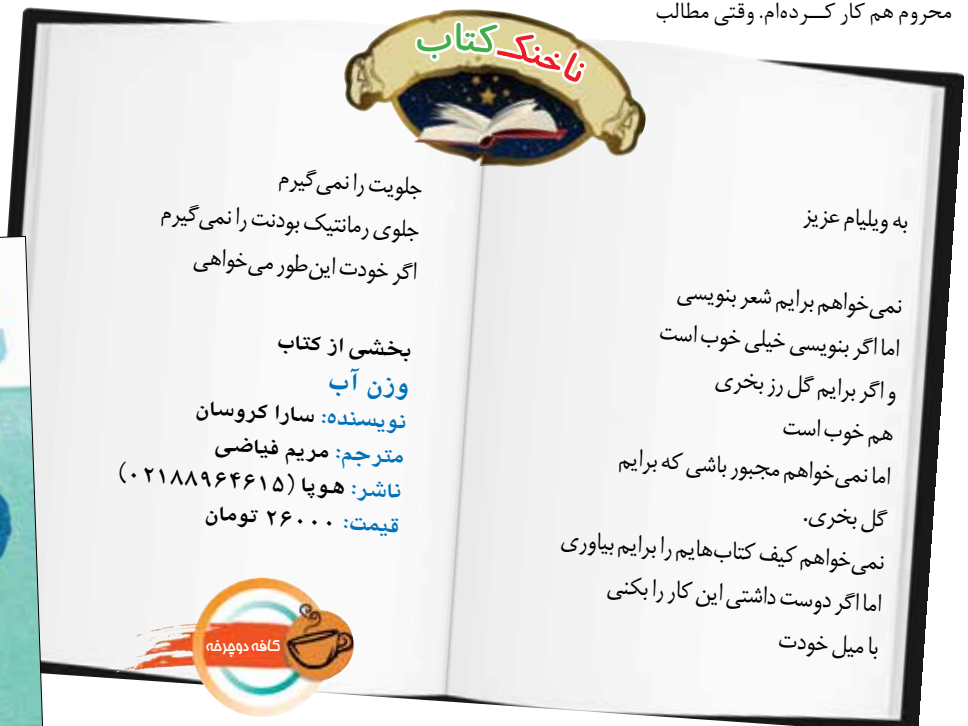 محروم هم کار کـــرده‌ام. وقتی مطالب
ناخنک کتاب
به ویلیام عزیز
نمی‌خواهم برایم شعر بنویسی
اما اگر بنویسی خیلی خوب است
و اگر برایم گل رز بخری
هم خوب است
اما نمی‌خواهم مجبور باشی که برایم
گل بخری.
نمی‌خواهم کیف کتاب‌هایم را برایم بیاوری
اما اگر دوست داشتی این کار را بکنی
با میل خودت
جلویت را نمی‌گیرم
جلوی رمانتیک بودنت را نمی‌گیرم
اگر خودت این‌طور می‌خواهی
بخشی از کتاب
وزن آب
نویسنده: سارا کروسان
مترجم: مریم فیاضی
ناشر: هوپا (۰۲۱۸۸۹۶۴۶۱۵)
قیمت: ۲۶۰۰۰ تومان
کافه دوچرخه